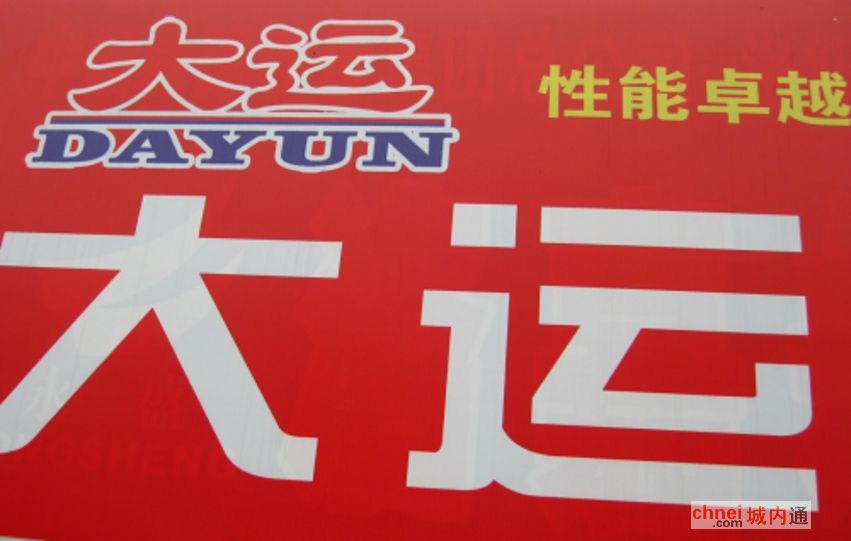 大运
性能卓越
DAYUN
大运
chnei 城内通
.com